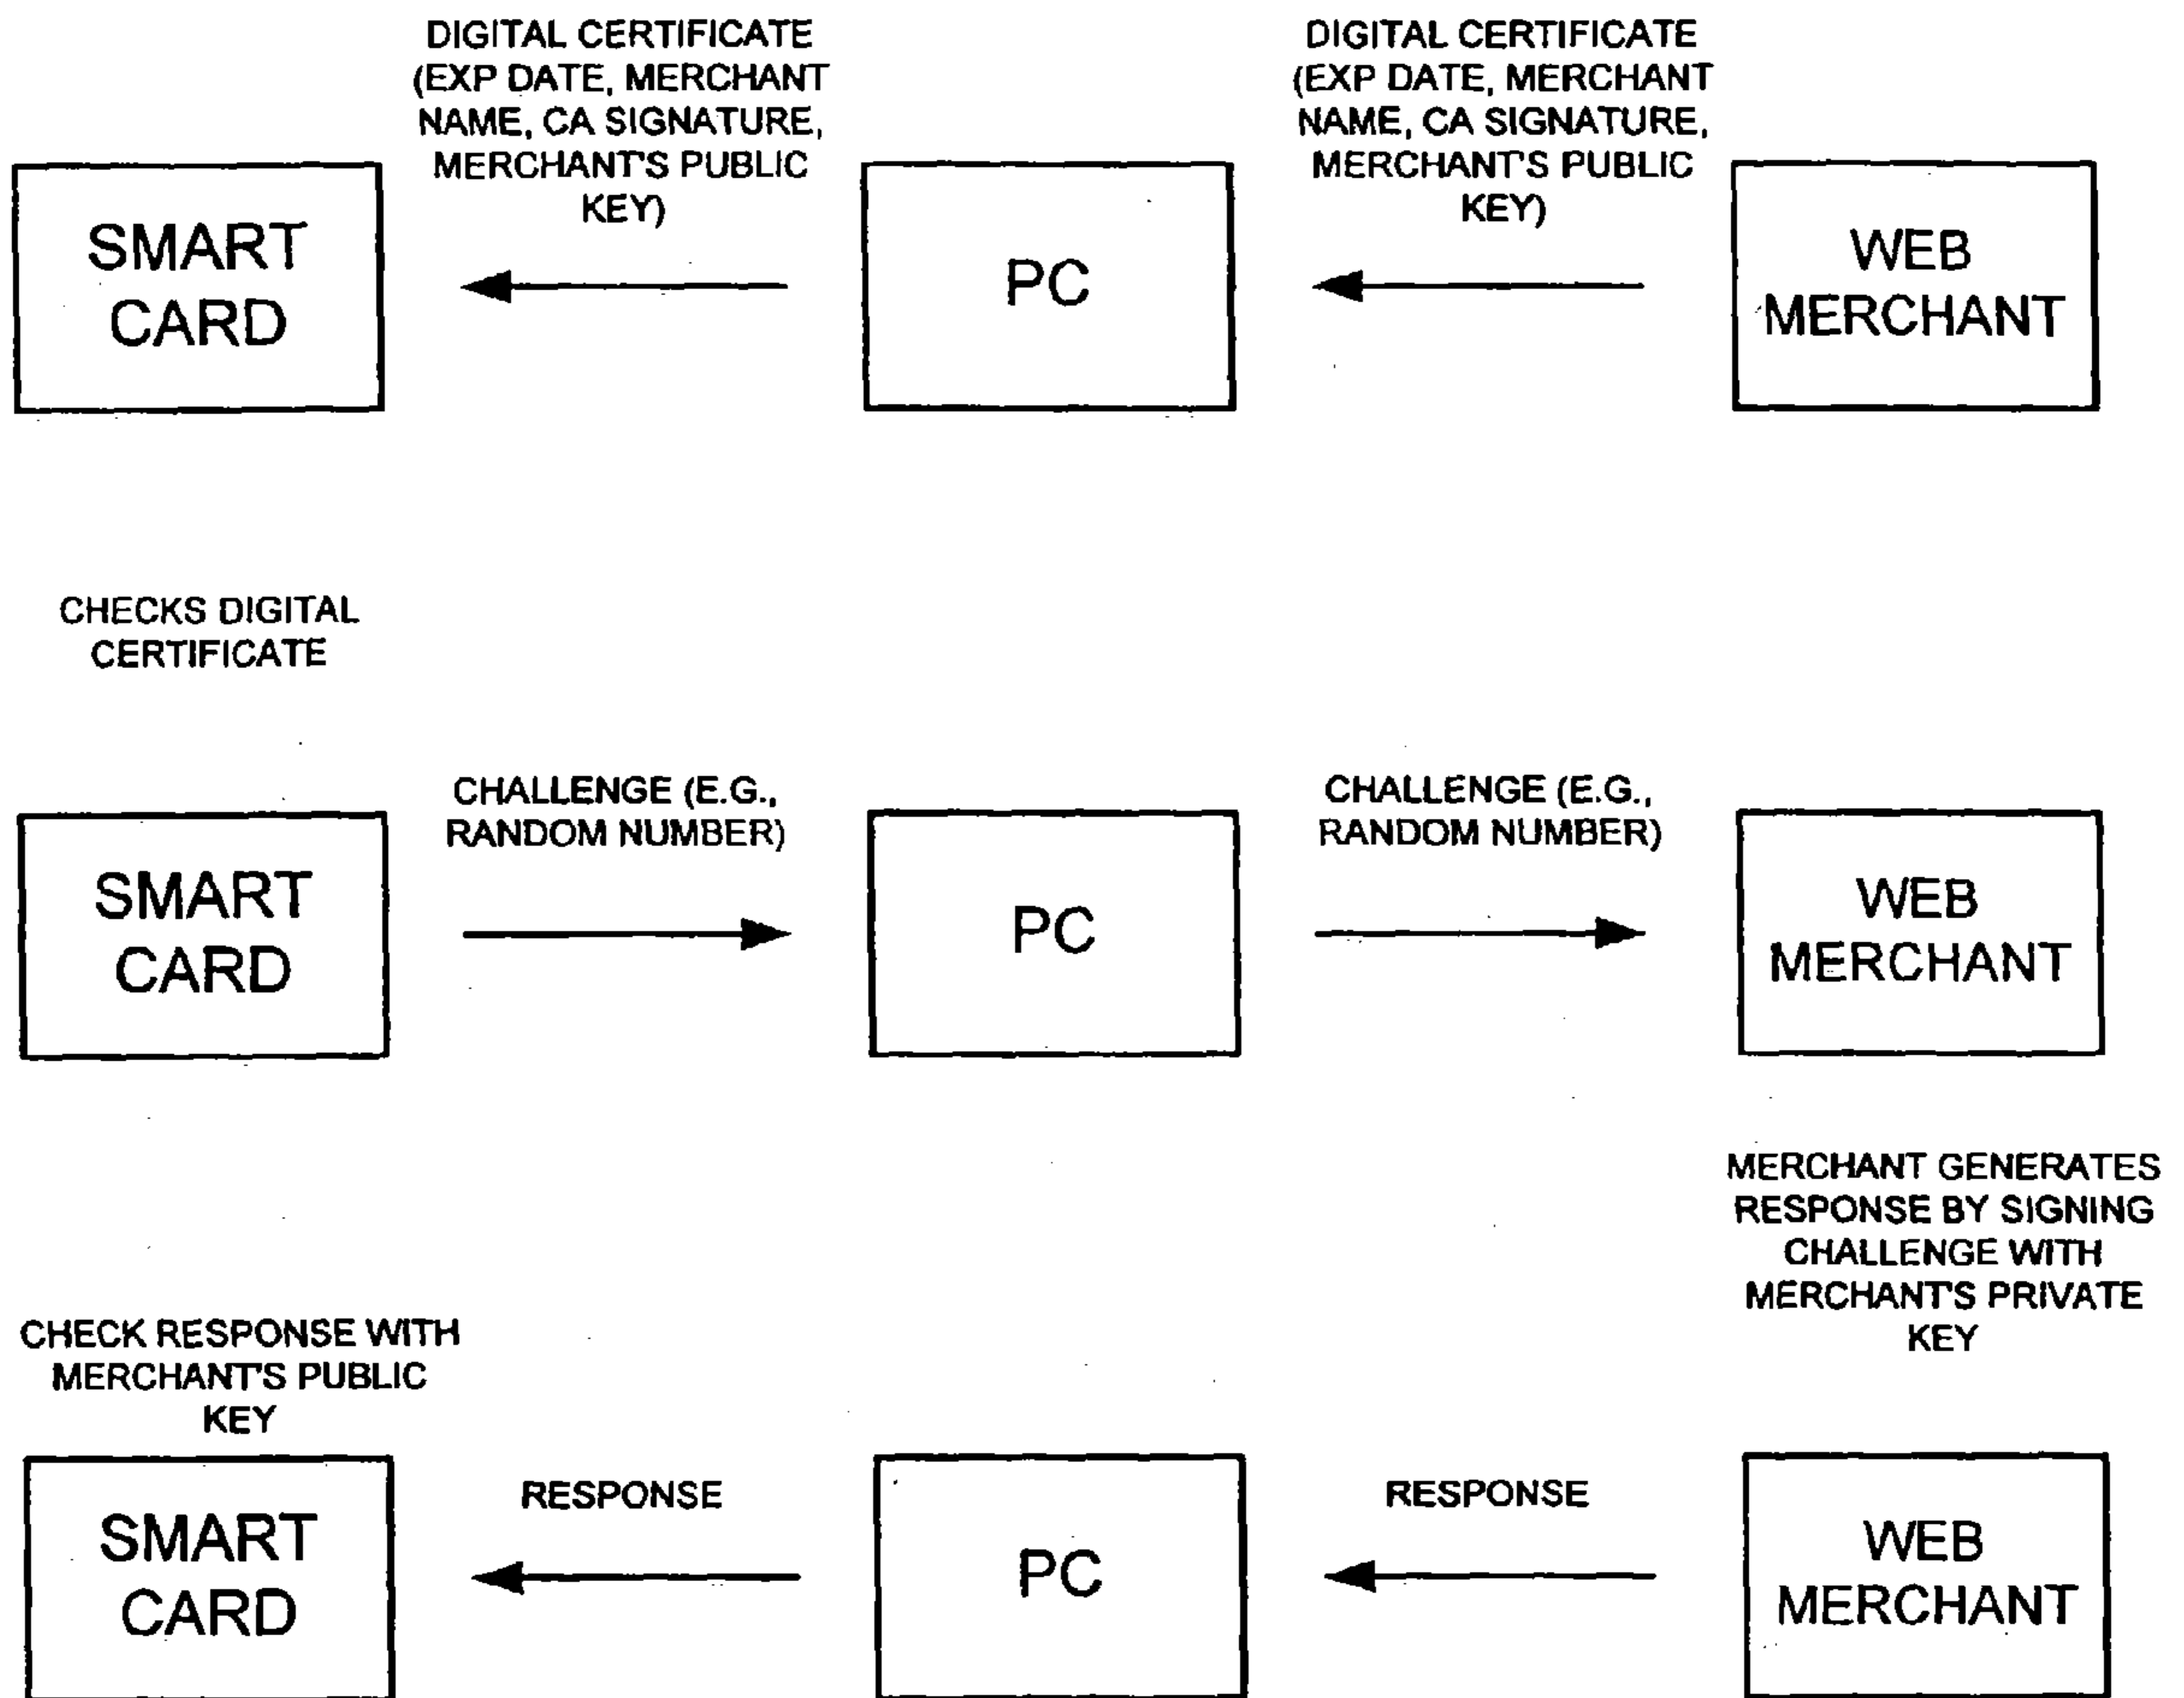 DIGITAL CERTIFICATE
(EXP DATE, MERCHANT
NAME, CA SIGNATURE,
MERCHANT'S PUBLIC
KEY)
DIGITAL CERTIFICATE
(EXP DATE, MERCHANT
NAME, CA SIGNATURE,
MERCHANT'S PUBLIC
KEY)
SMART
CARD
PC
WEB
MERCHANT
CHECKS DIGITAL
CERTIFICATE
CHALLENGE (E.G.,
RANDOM NUMBER)
CHALLENGE (E.G.,
RANDOM NUMBER)
SMART
CARD
PC
WEB
MERCHANT
MERCHANT GENERATES
RESPONSE BY SIGNING
CHALLENGE WITH
MERCHANT'S PRIVATE
KEY
CHECK RESPONSE WITH
MERCHANT'S PUBLIC
KEY
RESPONSE
RESPONSE
SMART
CARD
PC
WEB
MERCHANT